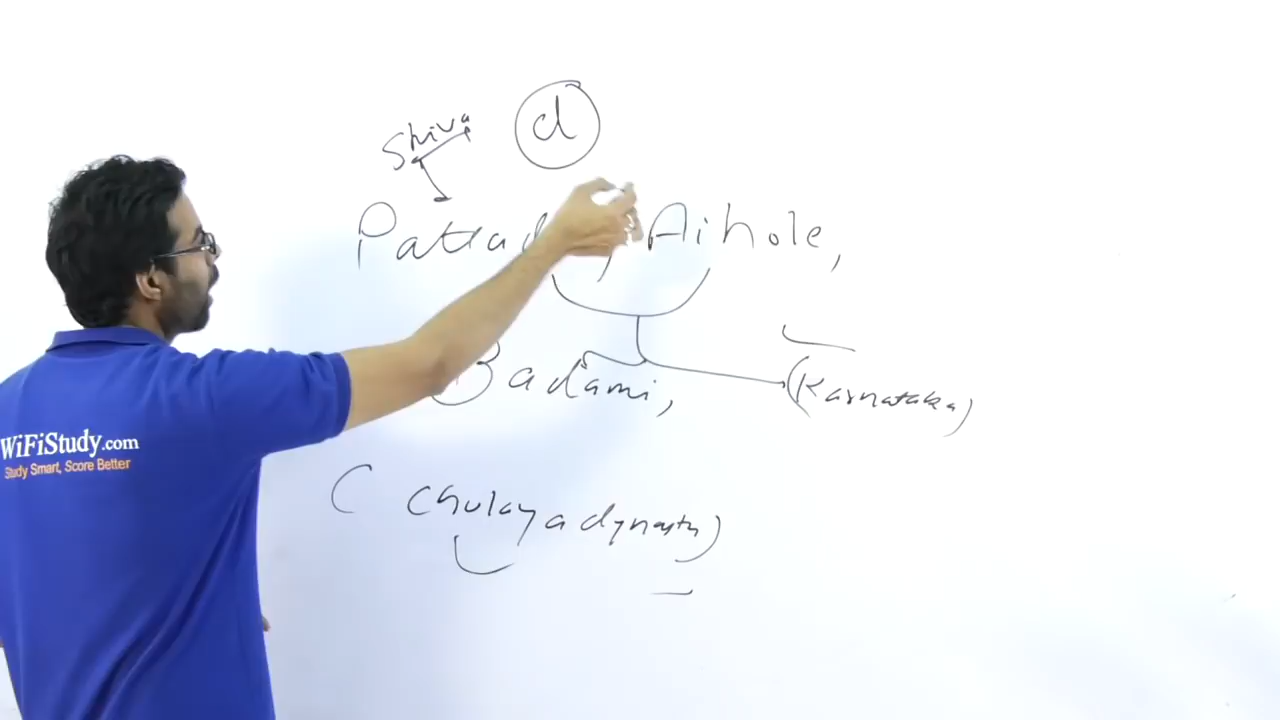 Shiva
d
Aihole,
Badami,
(Karnataka)
(Chulaya dynasty)
WiFiStudy.com
Study Smart, Score Better